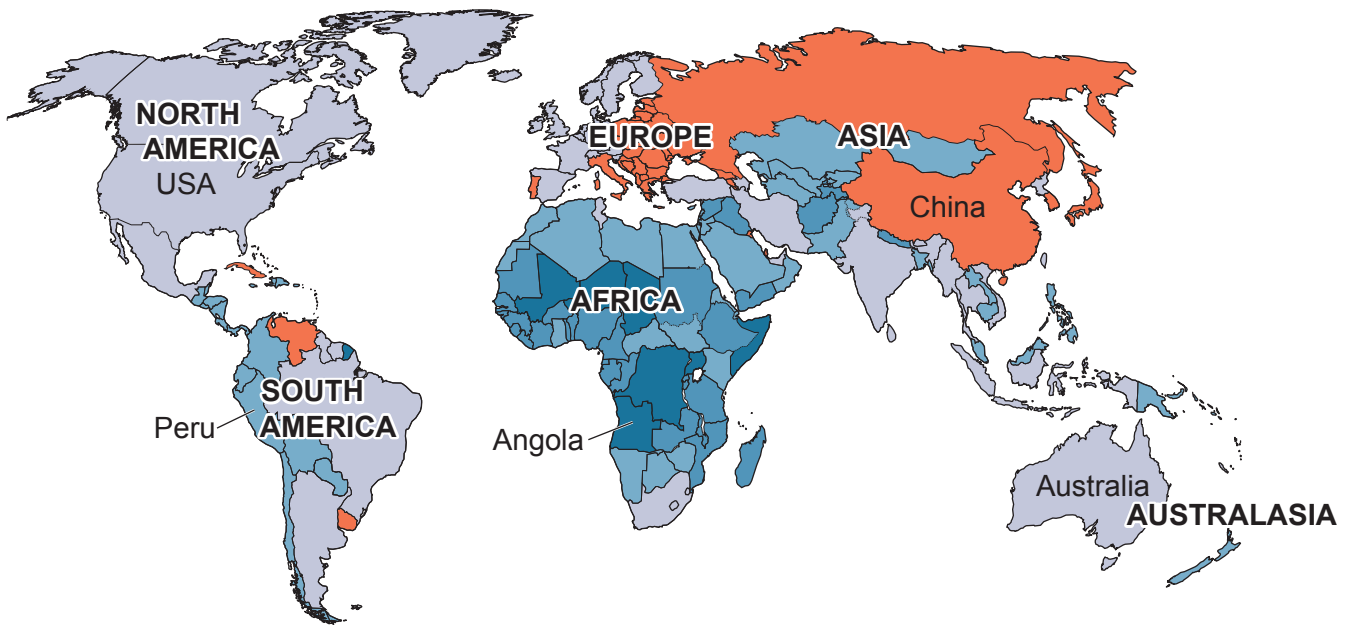 NORTH
AMERICA
USA
EUROPE
ASIA
China
AFRICA
SOUTH
AMERICA
Peru
Angola
Australia
AUSTRALASIA